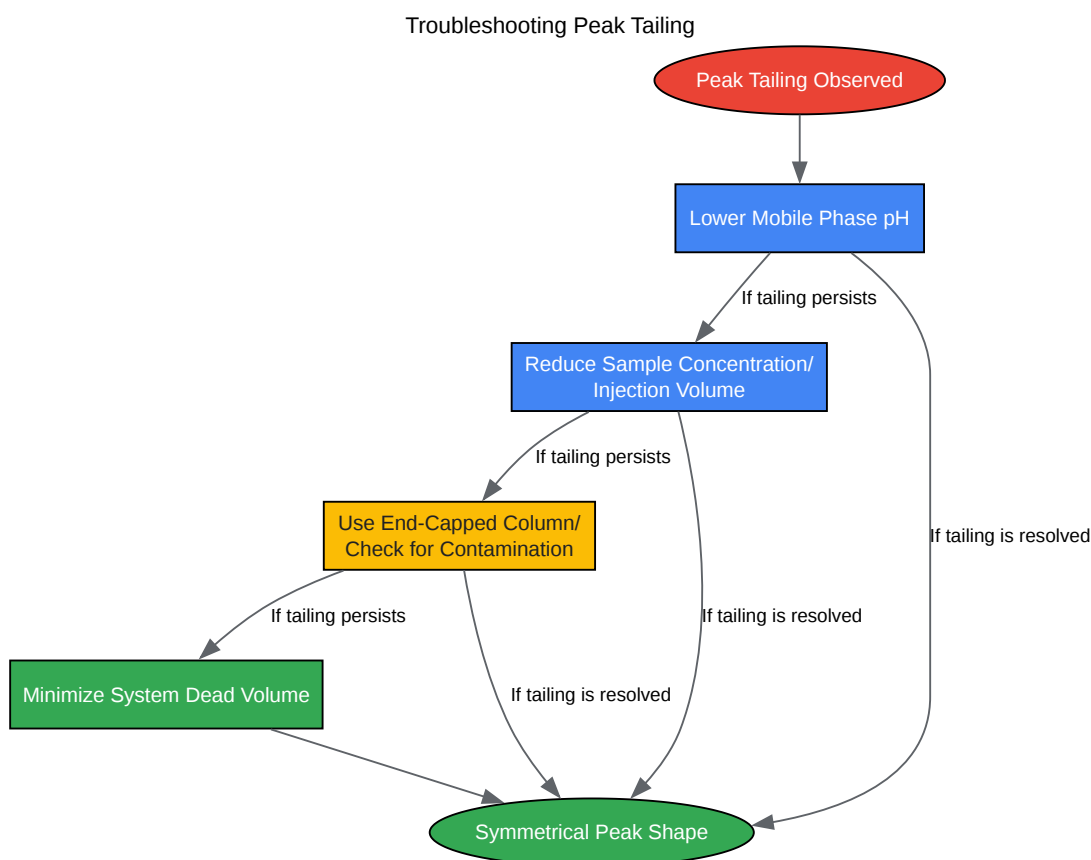 Troubleshooting Peak Tailing
Peak Tailing Observed
Lower Mobile Phase pH
If tailing persists
Reduce Sample Concentration/
Injection Volume
If tailing persists
Use End-Capped Column/
Check for Contamination
If tailing is resolved
If tailing persists
If tailing is resolved
Minimize System Dead Volume
If tailing is resolved
Symmetrical Peak Shape